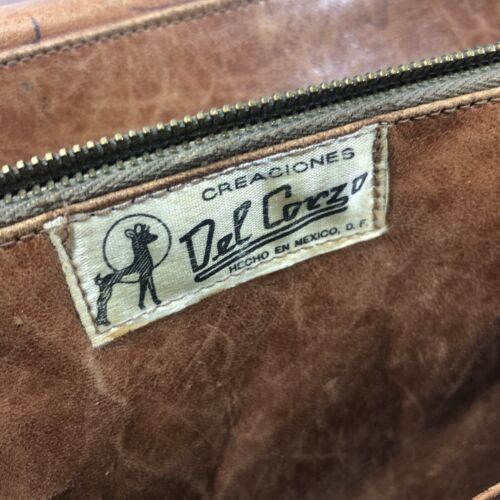 CREACIONES
Del Corzo
HECHO EN MEXICO, D. F.